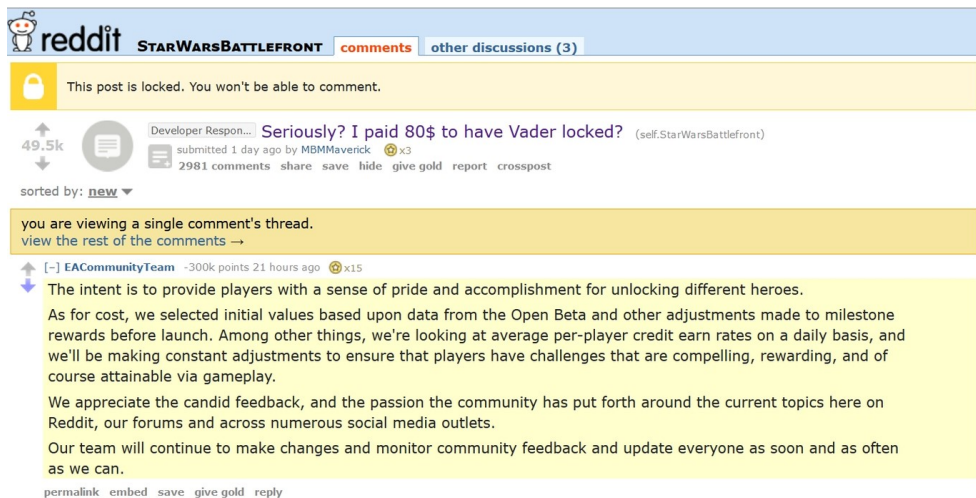 reddit STARWARSBATTLEFRONT comments other discussions (3)
This post is locked. You won't be able to comment.
49.5k
Developer Respon... Seriously? I paid 80$ to have Vader locked? (self.StarWarsBattlefront)
submitted 1 day ago by MBMMaverick x3
2981 comments share save hide give gold report crosspost
sorted by: new
you are viewing a single comment's thread.
view the rest of the comments →
[–] EACommunityTeam -300k points 21 hours ago x15
The intent is to provide players with a sense of pride and accomplishment for unlocking different heroes.
As for cost, we selected initial values based upon data from the Open Beta and other adjustments made to milestone
rewards before launch. Among other things, we're looking at average per-player credit earn rates on a daily basis, and
we'll be making constant adjustments to ensure that players have challenges that are compelling, rewarding, and of
course attainable via gameplay.
We appreciate the candid feedback, and the passion the community has put forth around the current topics here on
Reddit, our forums and across numerous social media outlets.
Our team will continue to make changes and monitor community feedback and update everyone as soon and as often
as we can.
permalink embed save give gold reply